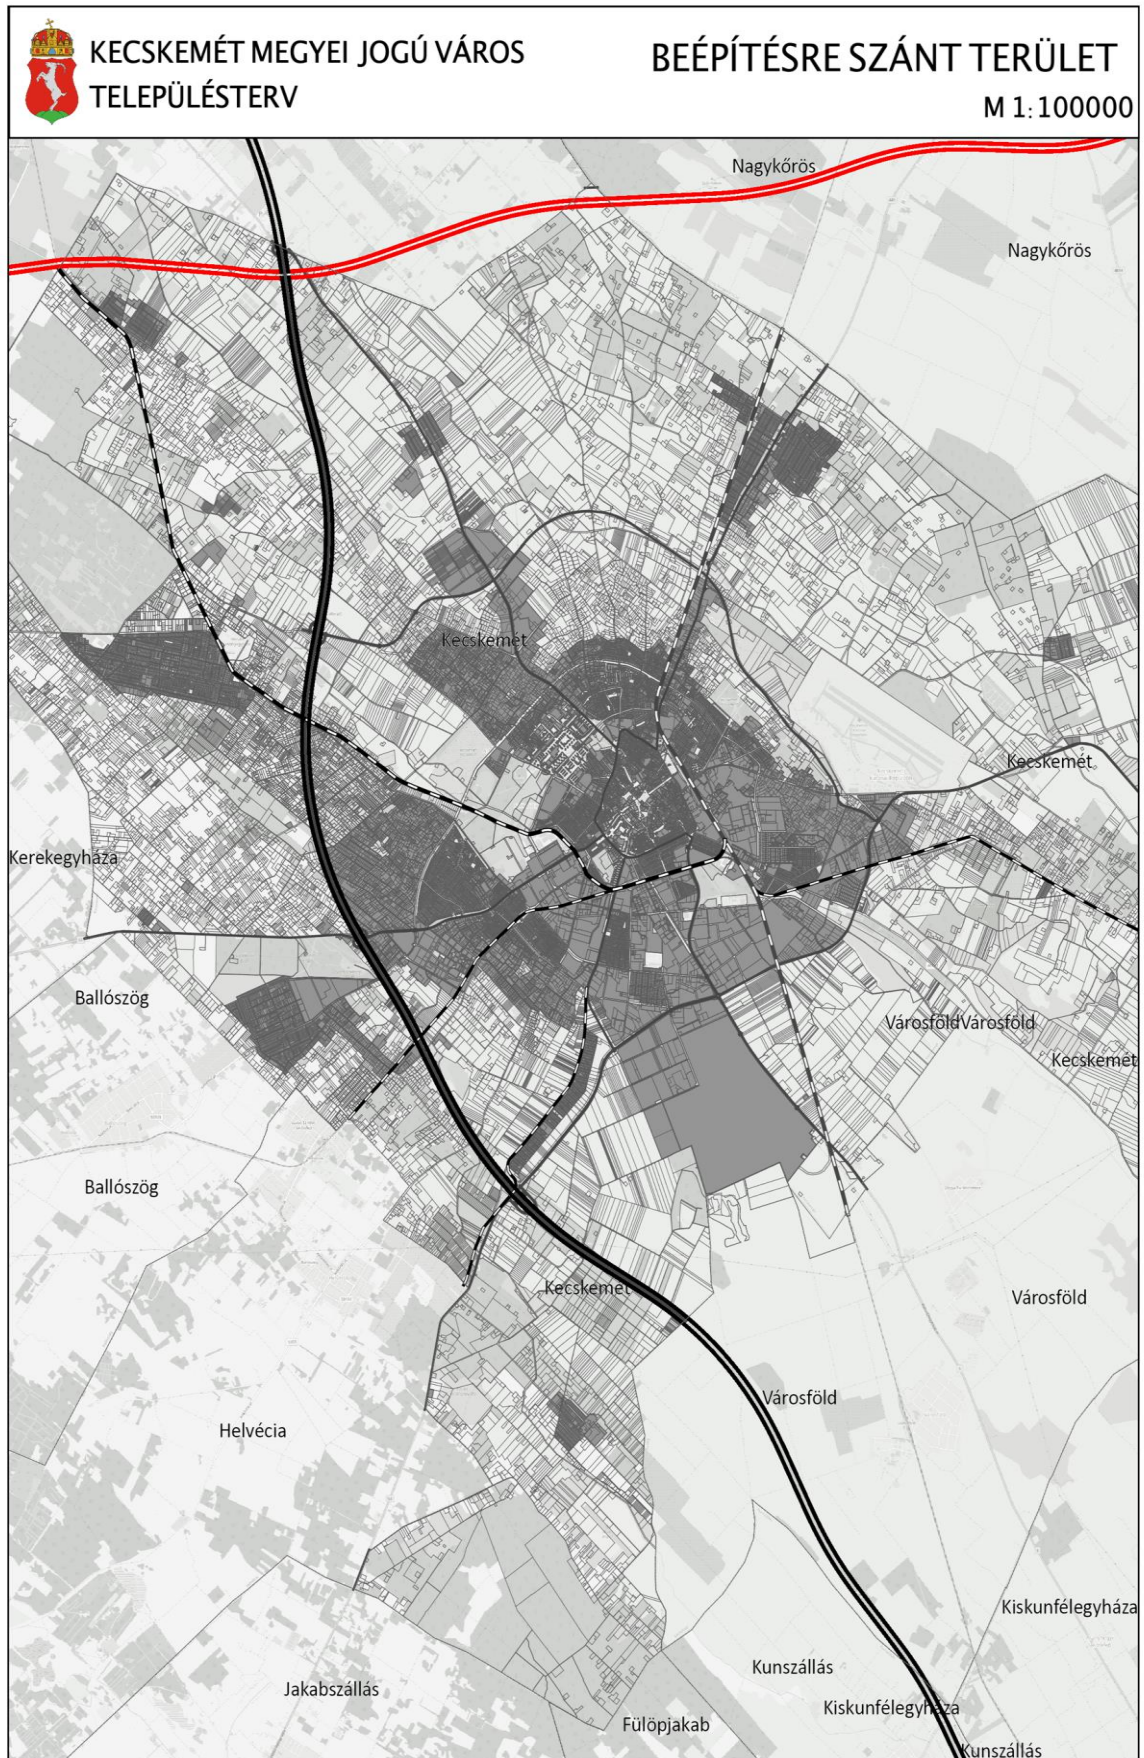 KECSKEMÉT MEGYEI JOGÚ VÁROS
TELEPÜLÉSTERV
BEÉPÍTÉSRE SZÁNT TERÜLET
M 1:100000
Nagykőrös
Nagykőrös
Kecskemét
Kecskemét
Kerekegyháza
Ballószög
VárosföldVárosföld
Kecskemét
Ballószög
Kecskemét
Városföld
Városföld
Helvécia
Kiskunfélegyháza
Kunszállás
Jakabszállás
Kiskunfélegyháza
Fülöpjakab
Kunszállás